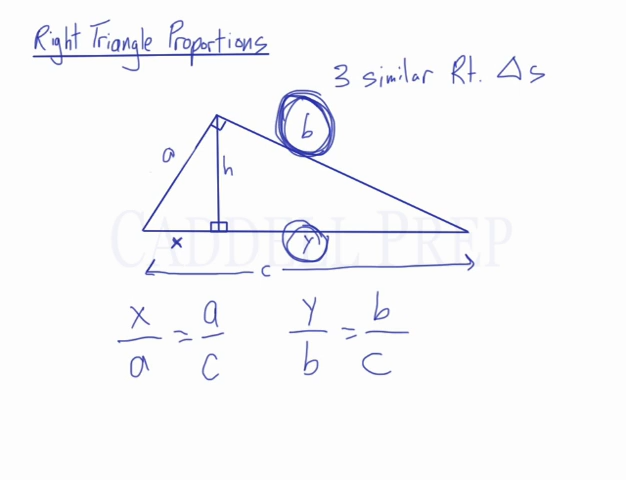 Right Triangle Proportions
3 similar Rt. △s
b
a
h
CADDELL PREP
x
y
c
x/a = a/c
y/b = b/c